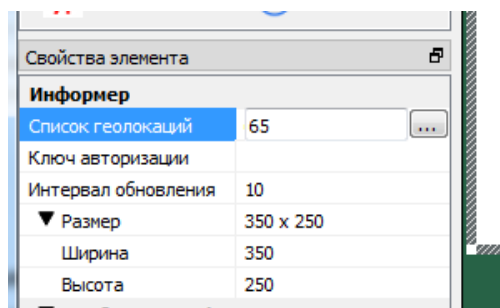 Свойства элемента
Информер
Список геолокаций 65 ...
Ключ авторизации
Интервал обновления 10
Размер 350 x 250
Ширина 350
Высота 250